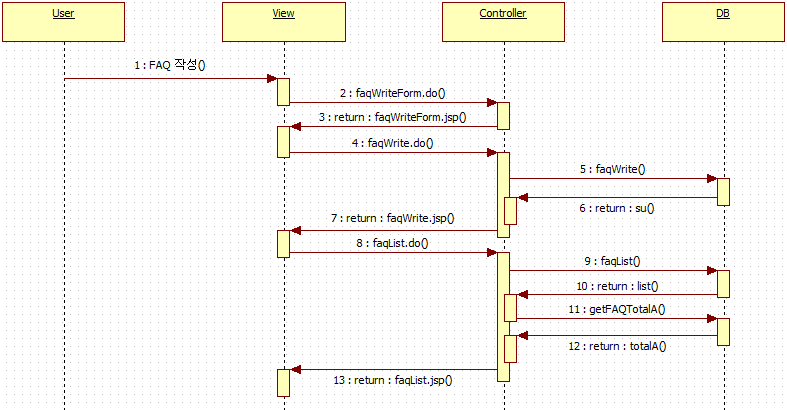 User
View
Controller
DB
1 : FAQ 작성()
2 : faqWriteForm.do()
3 : return : faqWriteForm.jsp()
4 : faqWrite.do()
5 : faqWrite()
6 : return : su()
7 : return : faqWrite.jsp()
8 : faqList.do()
9 : faqList()
10 : return : list()
11 : getFAQTotalA()
12 : return : totalA()
13 : return : faqList.jsp()